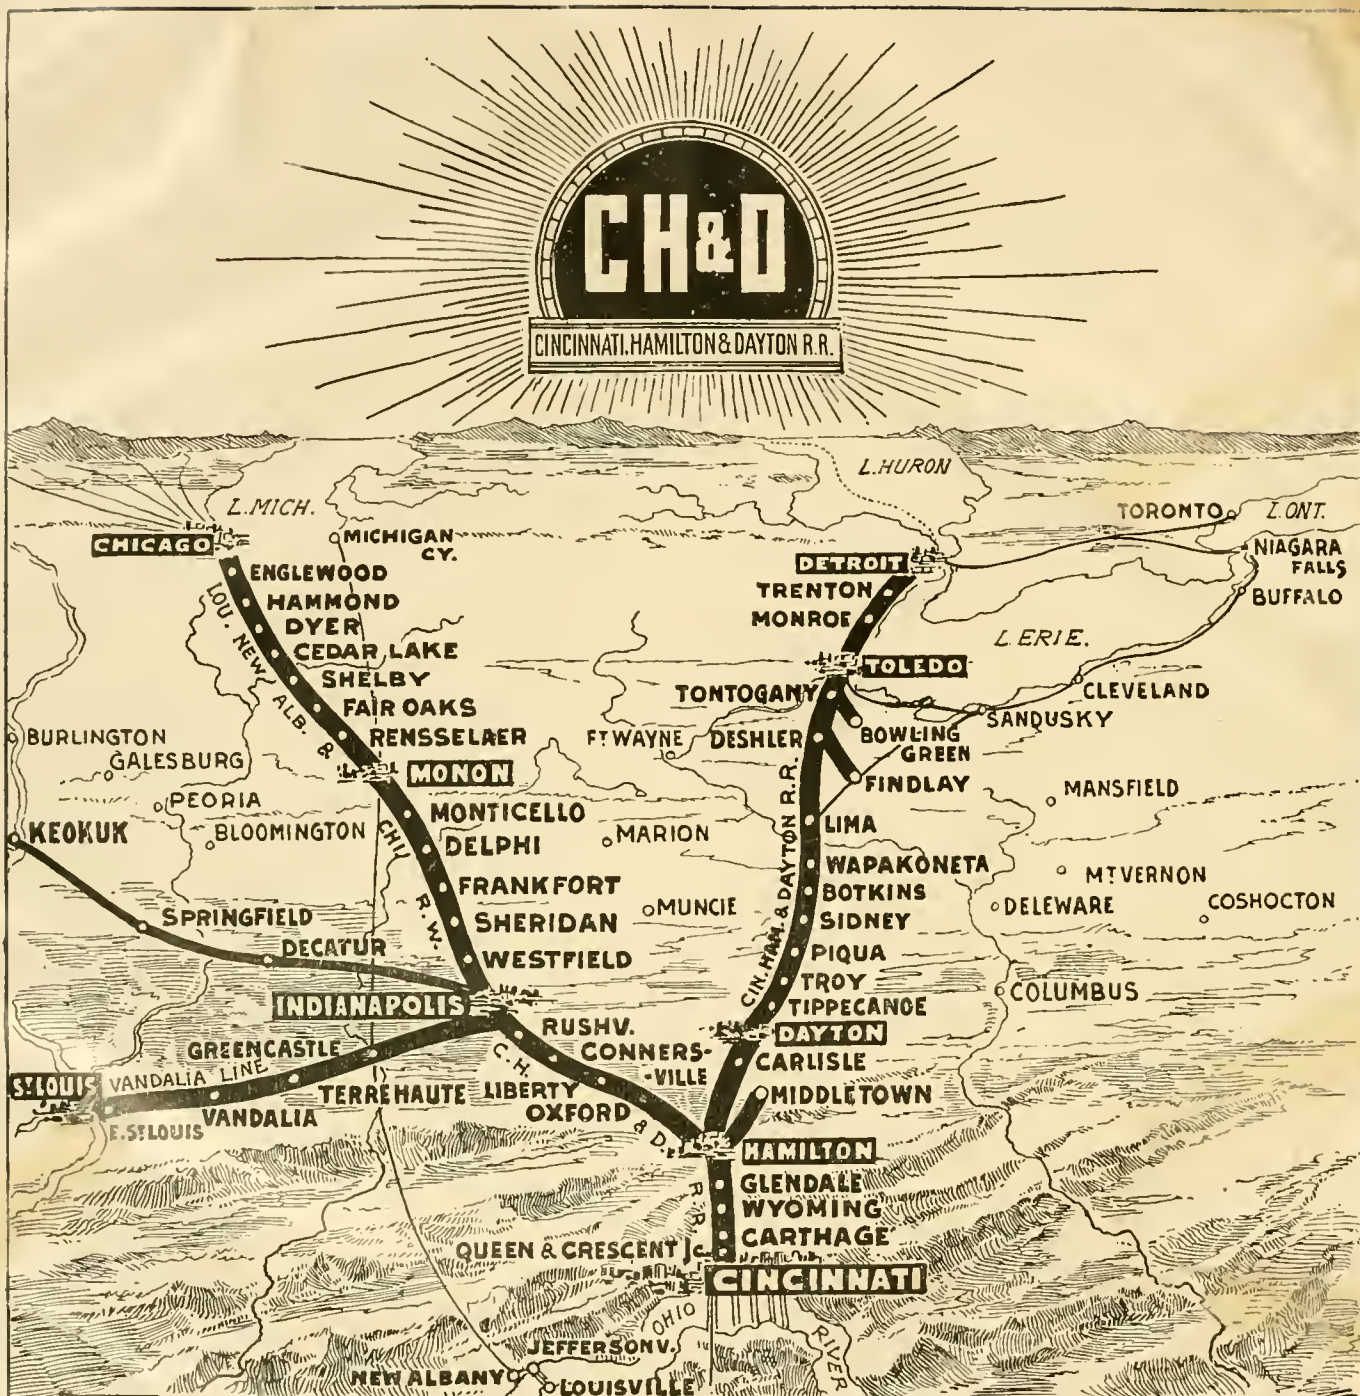 CH&D
CINCINNATI, HAMILTON & DAYTON R.R.
L. HURON
L. MICH.
TORONTO
L. ONT.
CHICAGO
MICHIGAN
CY.
DETROIT
NIAGARA
FALLS
ENGLEWOOD
TRENTON
BUFFALO
HAMMOND
MONROE
DYER
L. ERIE.
CEDAR LAKE
TOLEDO
SHELBY
TONTOGANY
CLEVELAND
FAIR OAKS
SANDUSKY
LOU. NEW ALB. & CHI. R.W.
BURLINGTON
RENSSELAER
FT WAYNE
DESHLER
BOWLING
GREEN
GALESBURG
MONON
FINDLAY
MANSFIELD
PEORIA
MONTICELLO
LIMA
KEOKUK
BLOOMINGTON
DELPHI
MARION
WAPAKONETA
MT VERNON
FRANKFORT
BOTKINS
SPRINGFIELD
SHERIDAN
MUNCIE
SIDNEY
DELEWARE
COSHOCTON
DECATUR
WESTFIELD
PIQUA
CIN. HAM. & DAYTON R.R.
TROY
COLUMBUS
INDIANAPOLIS
TIPPECANOE
RUSHV.
DAYTON
GREENCASTLE
CONNERS-
-VILLE
CARLISLE
ST LOUIS
VANDALIA LINE
TERRE HAUTE
LIBERTY
MIDDLETOWN
VANDALIA
OXFORD
E. ST LOUIS
C. H. & D. R. R.
HAMILTON
GLENDALE
WYOMING
CARTHAGE
QUEEN & CRESCENT Jc
CINCINNATI
OHIO RIVER
JEFFERSONV.
NEW ALBANY
LOUISVILLE